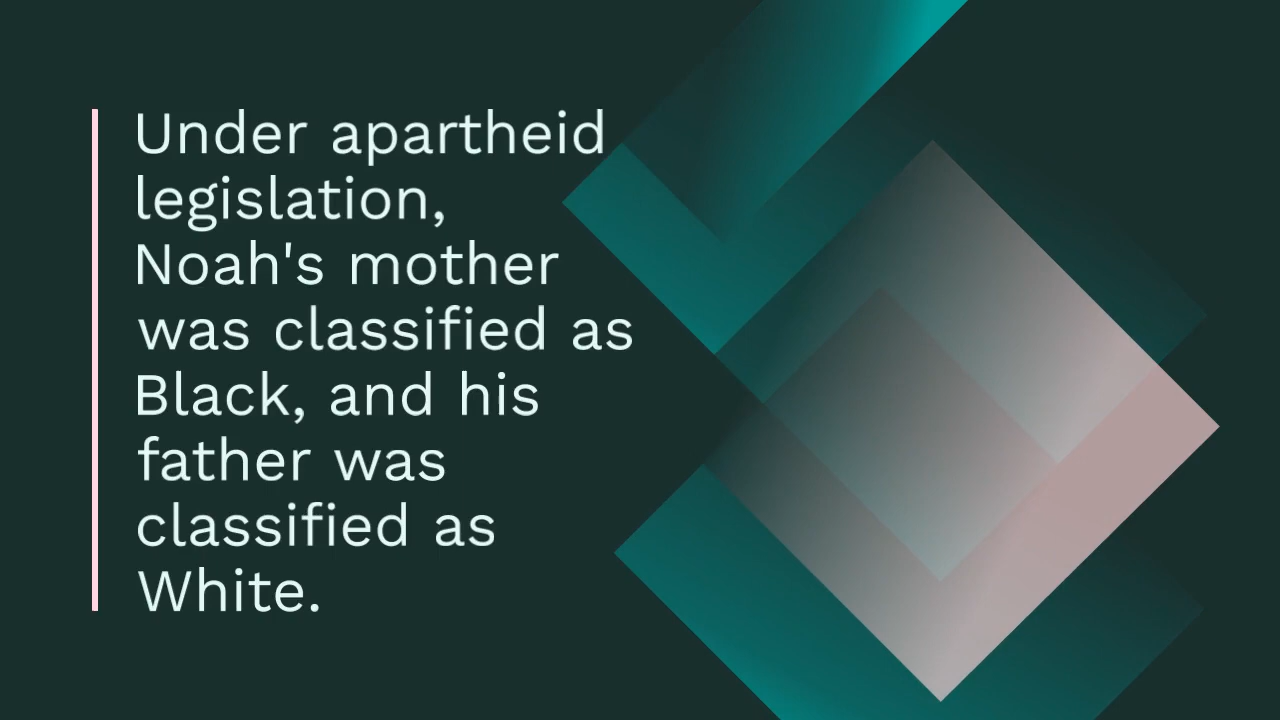 Under apartheid
legislation,
Noah's mother
was classified as
Black, and his
father was
classified as
White.